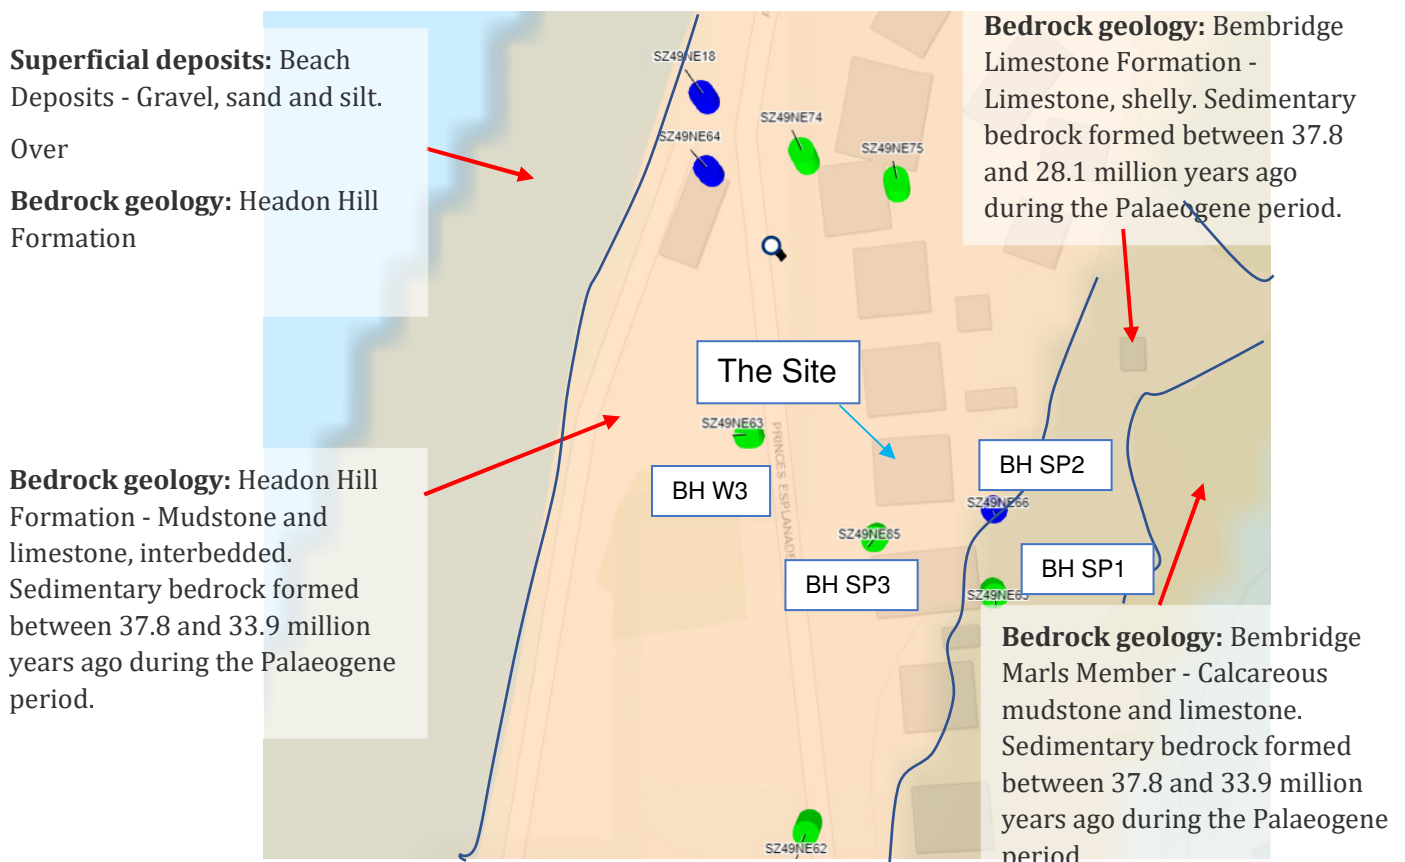 Superficial deposits: Beach
Deposits - Gravel, sand and silt.
Over
Bedrock geology: Headon Hill
Formation
Bedrock geology: Headon Hill
Formation - Mudstone and
limestone, interbedded.
Sedimentary bedrock formed
between 37.8 and 33.9 million
years ago during the Palaeogene
period.
SZ49NE18
SZ49NE64
SZ49NE74
SZ49NE75
The Site
SZ49NE63
BH W3
PRINCES ESPLANADE
SZ49NE85
BH SP3
BH SP2
SZ49NE66
BH SP1
SZ49NE65
SZ49NE62
Bedrock geology: Bembridge
Limestone Formation -
Limestone, shelly. Sedimentary
bedrock formed between 37.8
and 28.1 million years ago
during the Palaeogene period.
Bedrock geology: Bembridge
Marls Member - Calcareous
mudstone and limestone.
Sedimentary bedrock formed
between 37.8 and 33.9 million
years ago during the Palaeogene
period